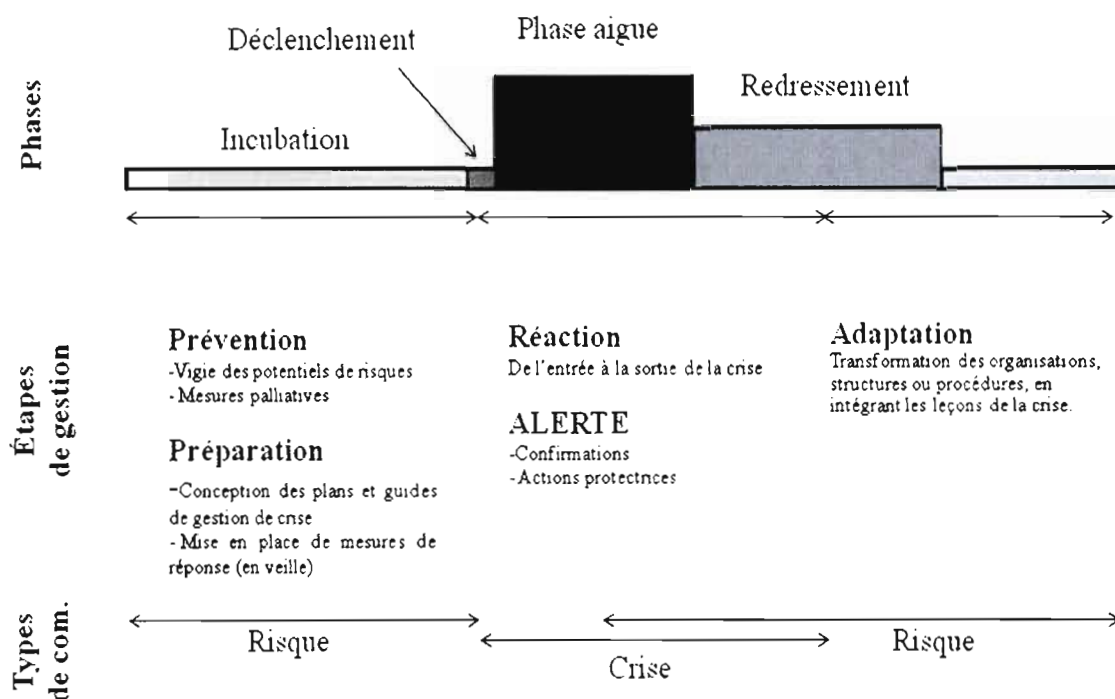 Phases
Déclenchement
Phase aigue
Redressement
Incubation
Étapes
de gestion
Prévention
-Vigie des potentiels de risques
- Mesures palliatives
Préparation
-Conception des plans et guides
de gestion de crise
- Mise en place de mesures de
réponse (en veille)
Réaction
De l'entrée à la sortie de la crise
ALERTE
-Confirmations
-Actions protectrices
Adaptation
Transformation des organisations,
structures ou procédures, en
intégrant les leçons de la crise.
Types
de com.
Risque
Crise
Risque